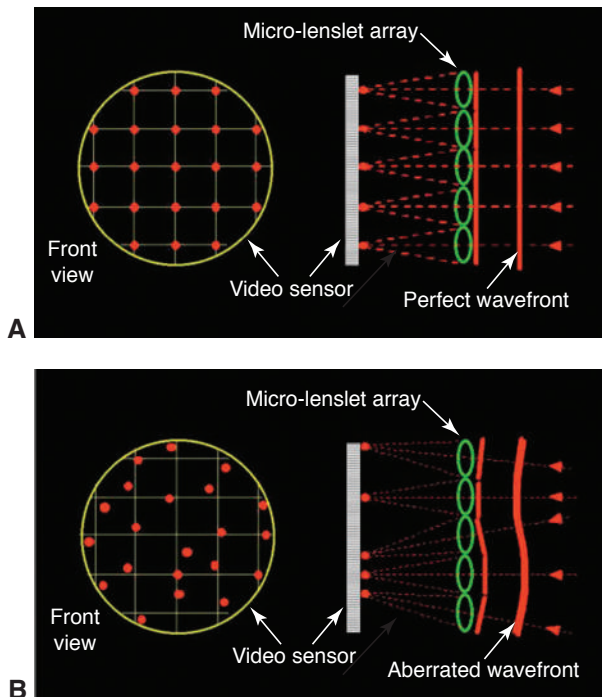 Micro-lenslet array
Front
view
Video sensor
Perfect wavefront
A
Micro-lenslet array
Front
view
Video sensor
Aberrated wavefront
B